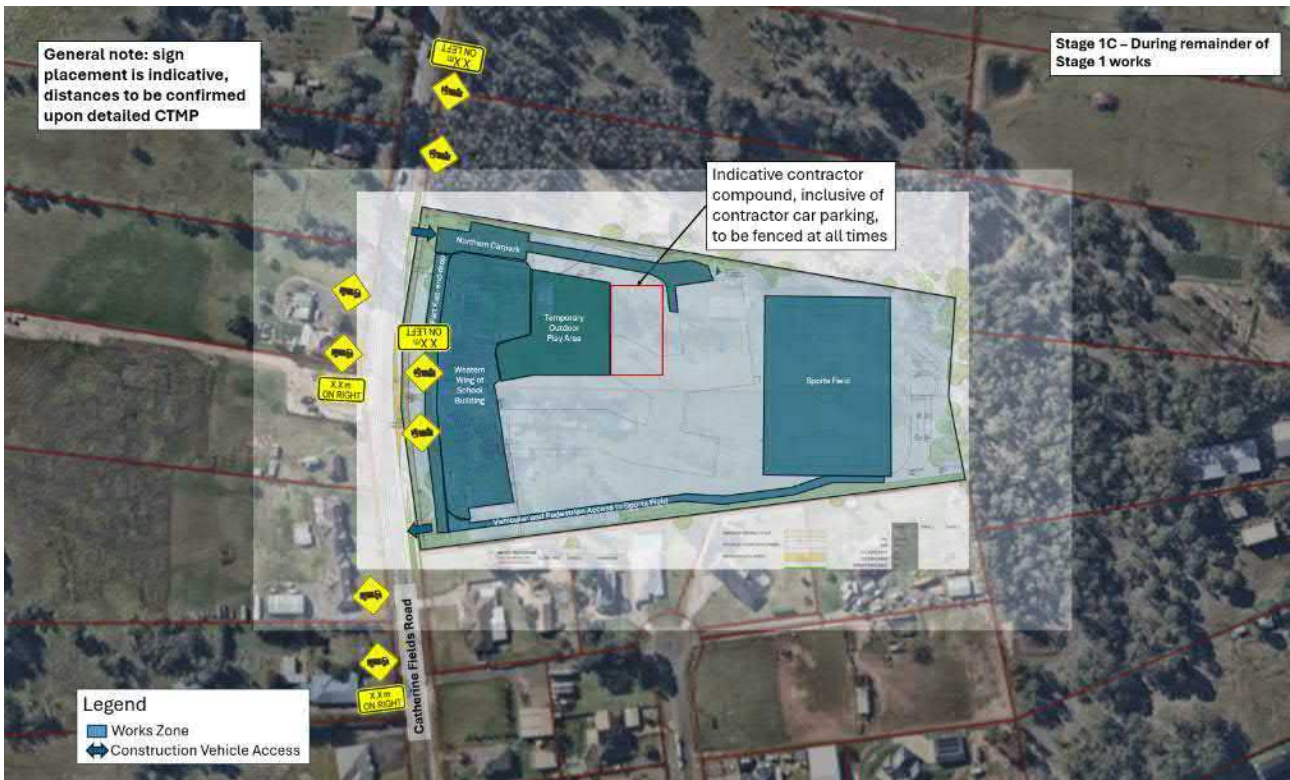 General note: sign
placement is indicative,
distances to be confirmed
upon detailed CTMP
Stage 1C – During remainder of
Stage 1 works
X.Xm
ON LEFT
Indicative contractor
compound, inclusive of
contractor car parking,
to be fenced at all times
Northern Carpark
Temporary
Outdoor
Play Area
X.Xm
ON LEFT
Western
Wing of
School
Building
Sports Field
X.Xm
ON RIGHT
Vehicular and Pedestrian Access to Sports Field
X.Xm
ON RIGHT
Catherine Fields Road
Legend
Works Zone
Construction Vehicle Access